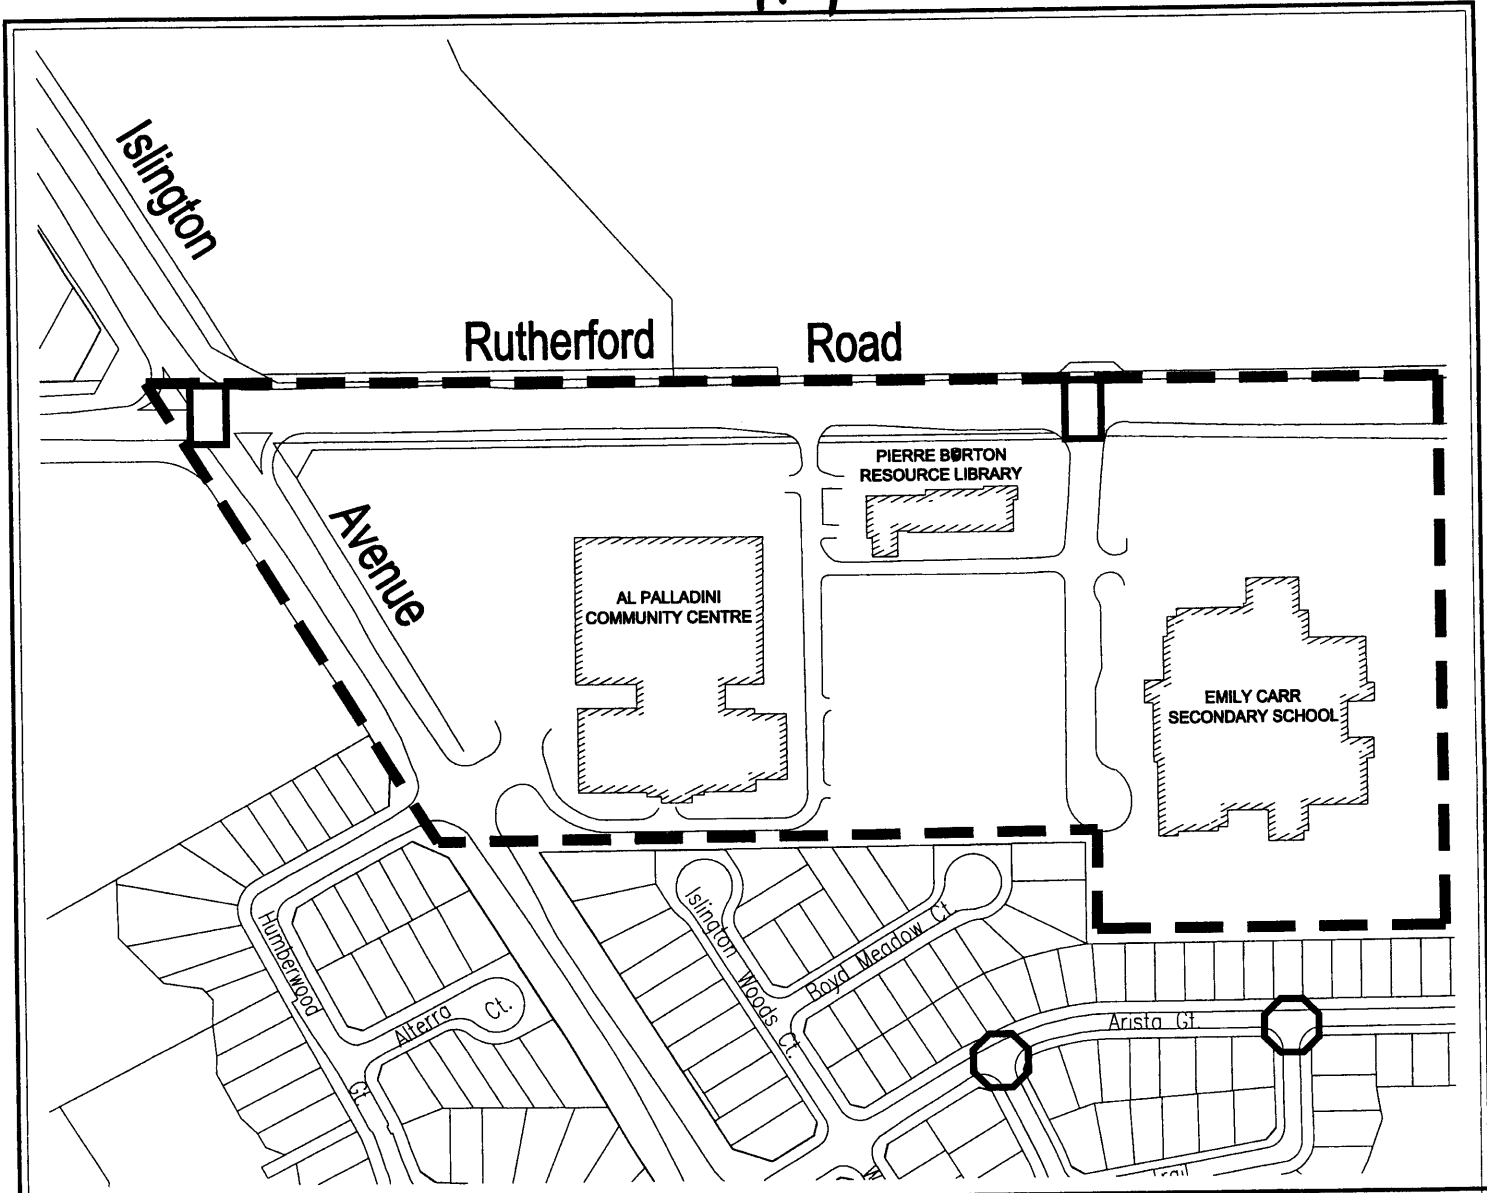 Islington
Rutherford Road
PIERRE BURTON
RESOURCE LIBRARY
Avenue
AL PALLADINI
COMMUNITY CENTRE
EMILY CARR
SECONDARY SCHOOL
Islington Woods Ct.
Boyd Meadow Ct
Humberwood Ct.
Alterra Ct.
Arista Gt.